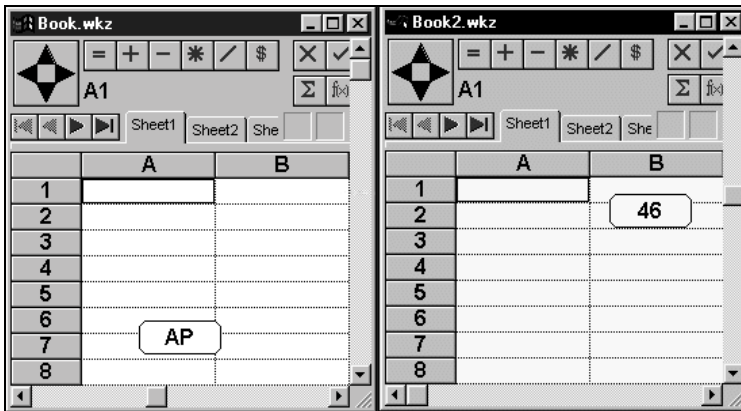 Book.wkz
= + − * / $
A1
Σ f(x)
Sheet1 Sheet2 She
A B
1
2
3
4
5
6
7
8
AP
Book2.wkz
= + − * / $
A1
Σ f(x)
Sheet1 Sheet2 She
A B
1
2
3
4
5
6
7
8
46